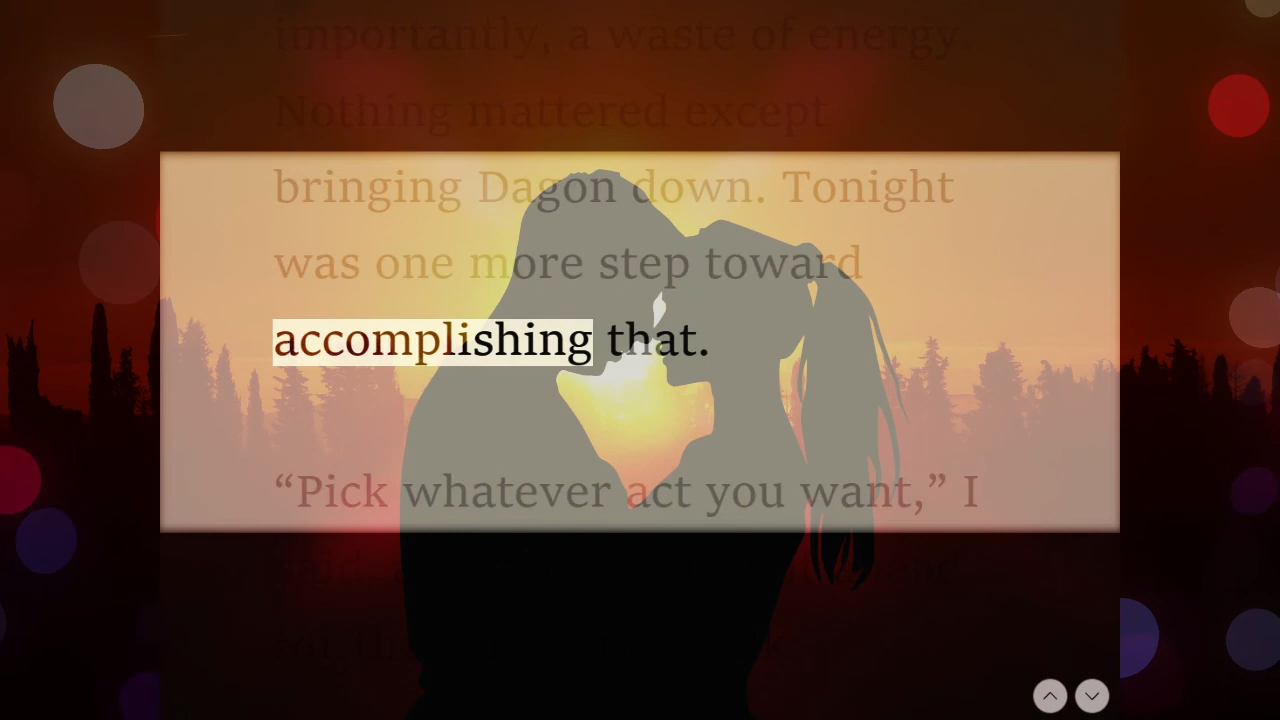 importantly, a waste of energy.
Nothing mattered except
bringing Dagon down. Tonight
was one more step toward
accomplishing that.
“Pick whatever act you want,” I